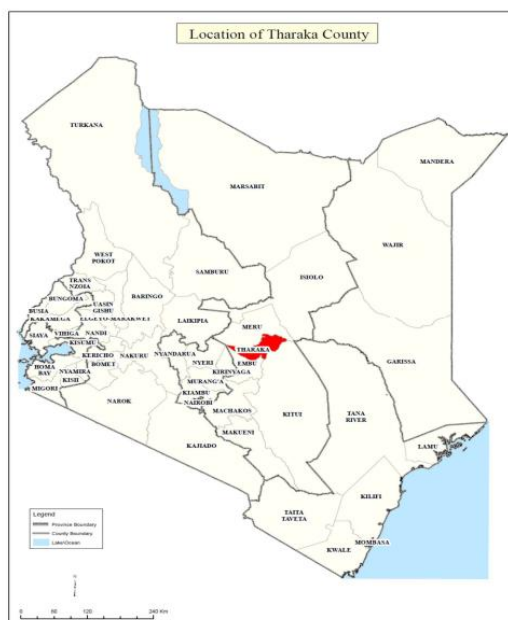 Location of Tharaka County
TURKANA
MANDERA
MARSABIT
WAJIR
WEST
POKOT
SAMBURU
ISIOLO
TRANS
NZOIA
BUNGOMA
UASIN
GISHU
BARINGO
BUSIA
KAKAMEGA
ELGEYO-MARAKWET
LAIKIPIA
MERU
SIAYA
VIHIGA
NANDI
KISUMU
THARAKA
NYANDARUA
NYERI
EMBU
GARISSA
KERICHO
NAKURU
KIRINYAGA
HOMA
BAY
NYAMIRA
BOMET
KISII
MURANG'A
MIGORI
KIAMBU
NAIROBI
NAROK
MACHAKOS
KITUI
TANA
RIVER
MAKUENI
LAMU
KAJIADO
KILIFI
TAITA
TAVETA
MOMBASA
KWALE
Legend
Province Boundary
County Boundary
Lake\Ocean
0 60 120 240 Km